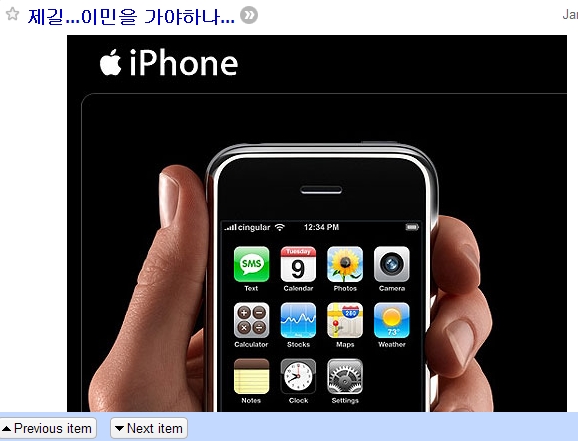 제길...이민을 가야하나...
Jan
iPhone
cingular 12:34 PM
SMS Tuesday 9 280 73°
Text Calendar Photos Camera
Calculator Stocks Maps Weather
Notes Clock Settings
Previous item Next item